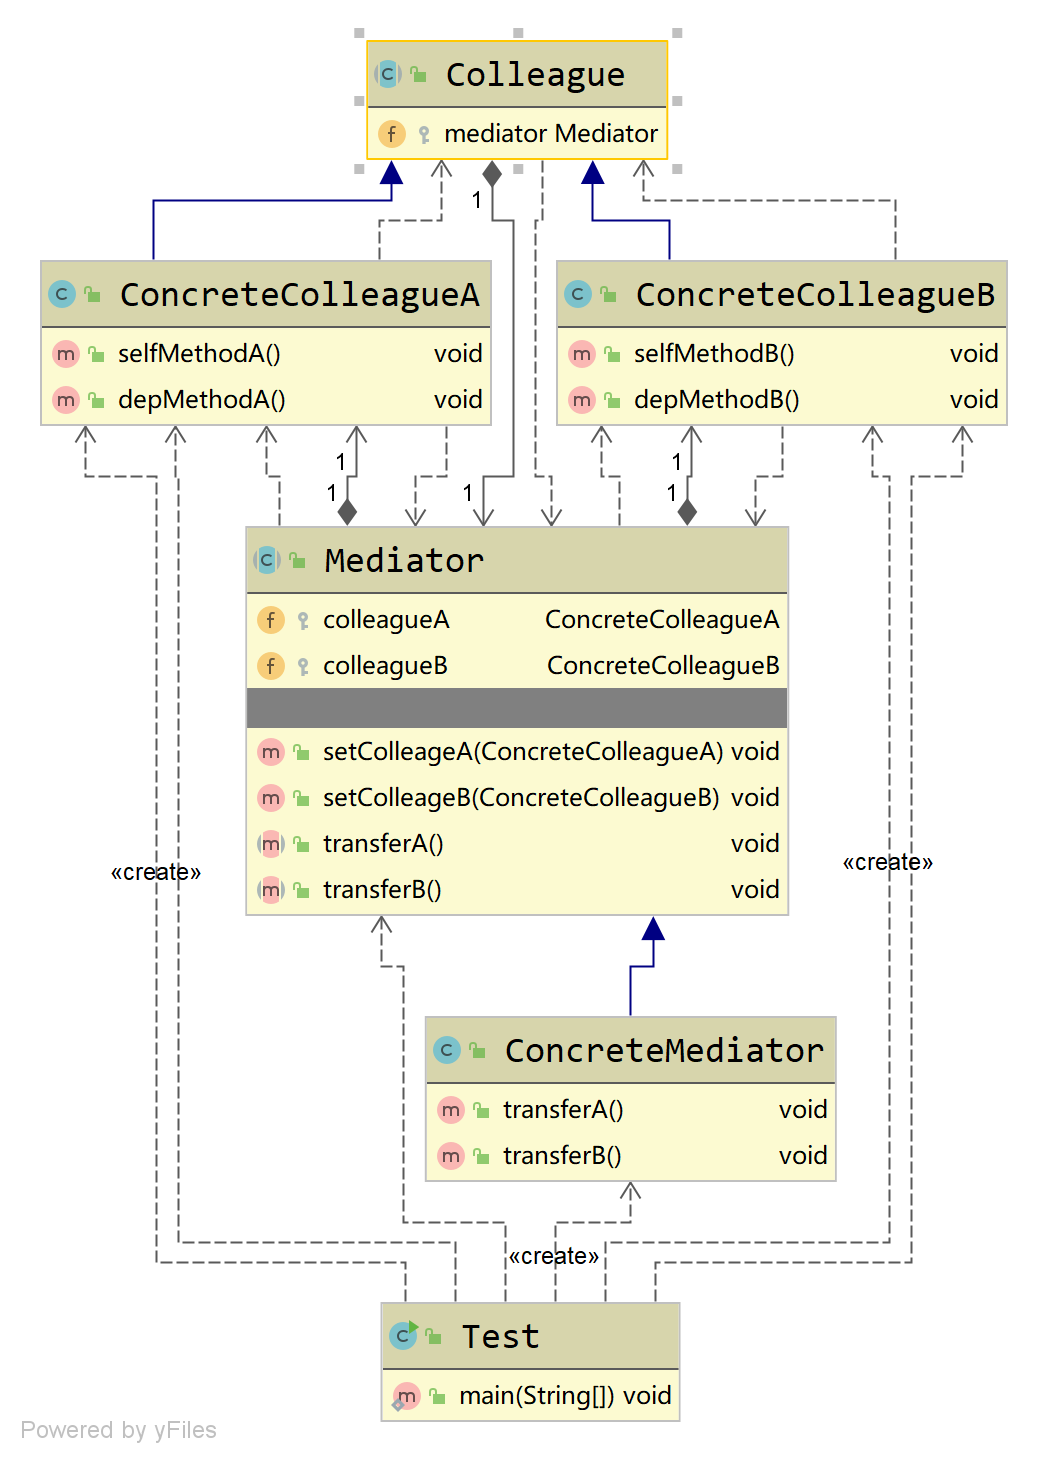 Colleague
mediator Mediator
1
ConcreteColleagueA
selfMethodA() void
depMethodA() void
ConcreteColleagueB
selfMethodB() void
depMethodB() void
1
1
1
1
1
Mediator
colleagueA ConcreteColleagueA
colleagueB ConcreteColleagueB
setColleageA(ConcreteColleagueA) void
setColleageB(ConcreteColleagueB) void
transferA() void
transferB() void
«create»
«create»
ConcreteMediator
transferA() void
transferB() void
«create»
Test
main(String[]) void
Powered by yFiles